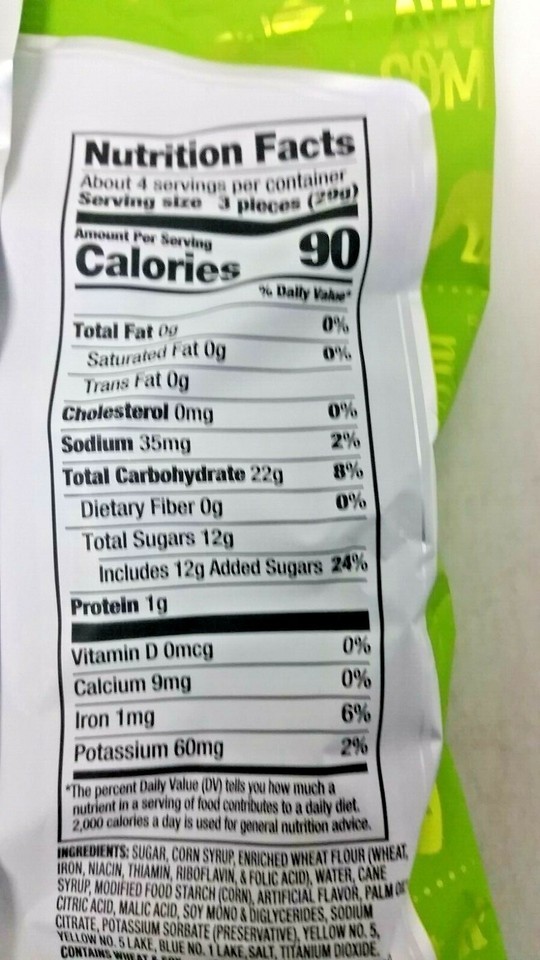 Nutrition Facts
About 4 servings per container
Serving size 3 pieces (29g)
Amount Per Serving
Calories 90
% Daily Value*
Total Fat 0g 0%
Saturated Fat 0g 0%
Trans Fat 0g
Cholesterol 0mg 0%
Sodium 35mg 2%
Total Carbohydrate 22g 8%
Dietary Fiber 0g 0%
Total Sugars 12g
Includes 12g Added Sugars 24%
Protein 1g
Vitamin D 0mcg 0%
Calcium 9mg 0%
Iron 1mg 6%
Potassium 60mg 2%
*The percent Daily Value (DV) tells you how much a
nutrient in a serving of food contributes to a daily diet.
2,000 calories a day is used for general nutrition advice.
INGREDIENTS: SUGAR, CORN SYRUP, ENRICHED WHEAT FLOUR (WHEAT,
IRON, NIACIN, THIAMIN, RIBOFLAVIN, & FOLIC ACID), WATER, CANE
SYRUP, MODIFIED FOOD STARCH (CORN), ARTIFICIAL FLAVOR, PALM
CITRIC ACID, MALIC ACID, SOY MONO & DIGLYCERIDES, SODIUM
CITRATE, POTASSIUM SORBATE (PRESERVATIVE), YELLOW NO. 5,
YELLOW NO. 5 LAKE, BLUE NO. 1 LAKE, SALT, TITANIUM DIOXIDE.
CONTAINS WHEAT &